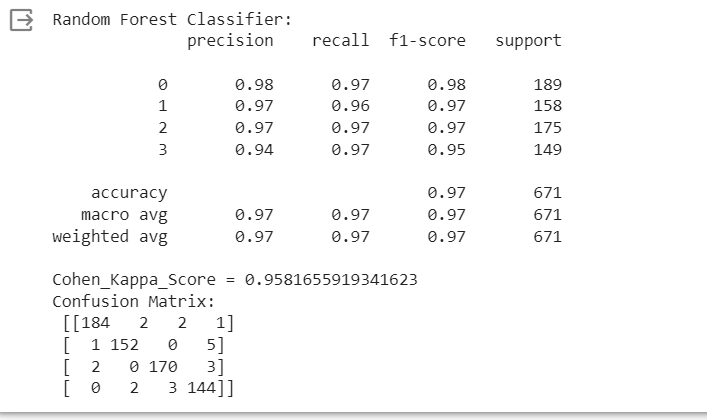 Random Forest Classifier:
precision recall f1-score support
0 0.98 0.97 0.98 189
1 0.97 0.96 0.97 158
2 0.97 0.97 0.97 175
3 0.94 0.97 0.95 149
accuracy 0.97 671
macro avg 0.97 0.97 0.97 671
weighted avg 0.97 0.97 0.97 671
Cohen_Kappa_Score = 0.9581655919341623
Confusion Matrix:
[[184 2 2 1]
[ 1 152 0 5]
[ 2 0 170 3]
[ 0 2 3 144]]